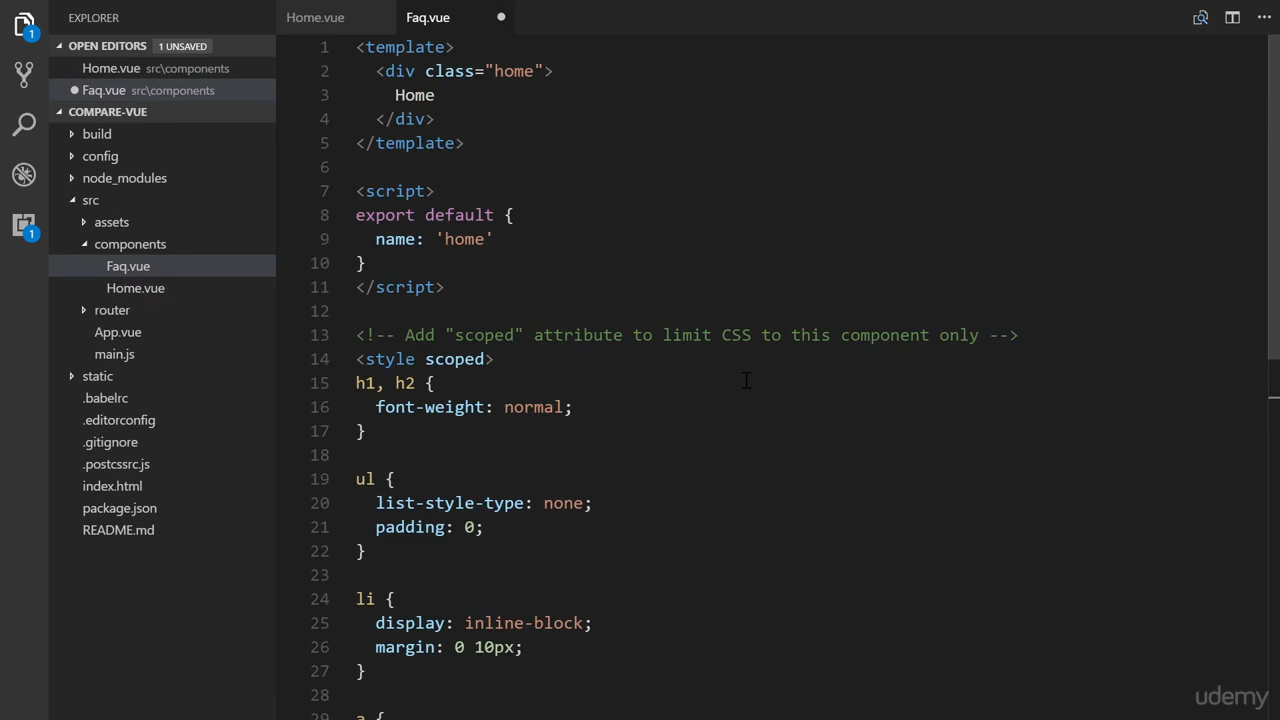 EXPLORER
OPEN EDITORS 1 UNSAVED
Home.vue src\components
Faq.vue src\components
COMPARE-VUE
build
config
node_modules
src
assets
components
Faq.vue
Home.vue
router
App.vue
main.js
static
.babelrc
.editorconfig
.gitignore
.postcssrc.js
index.html
package.json
README.md
1
1
Home.vue Faq.vue
1 <template>
2 <div class="home">
3 Home
4 </div>
5 </template>
6
7 <script>
8 export default {
9 name: 'home'
10 }
11 </script>
12
13 <!-- Add "scoped" attribute to limit CSS to this component only -->
14 <style scoped>
15 h1, h2 {
16 font-weight: normal;
17 }
18
19 ul {
20 list-style-type: none;
21 padding: 0;
22 }
23
24 li {
25 display: inline-block;
26 margin: 0 10px;
27 }
28
29 a {
udemy